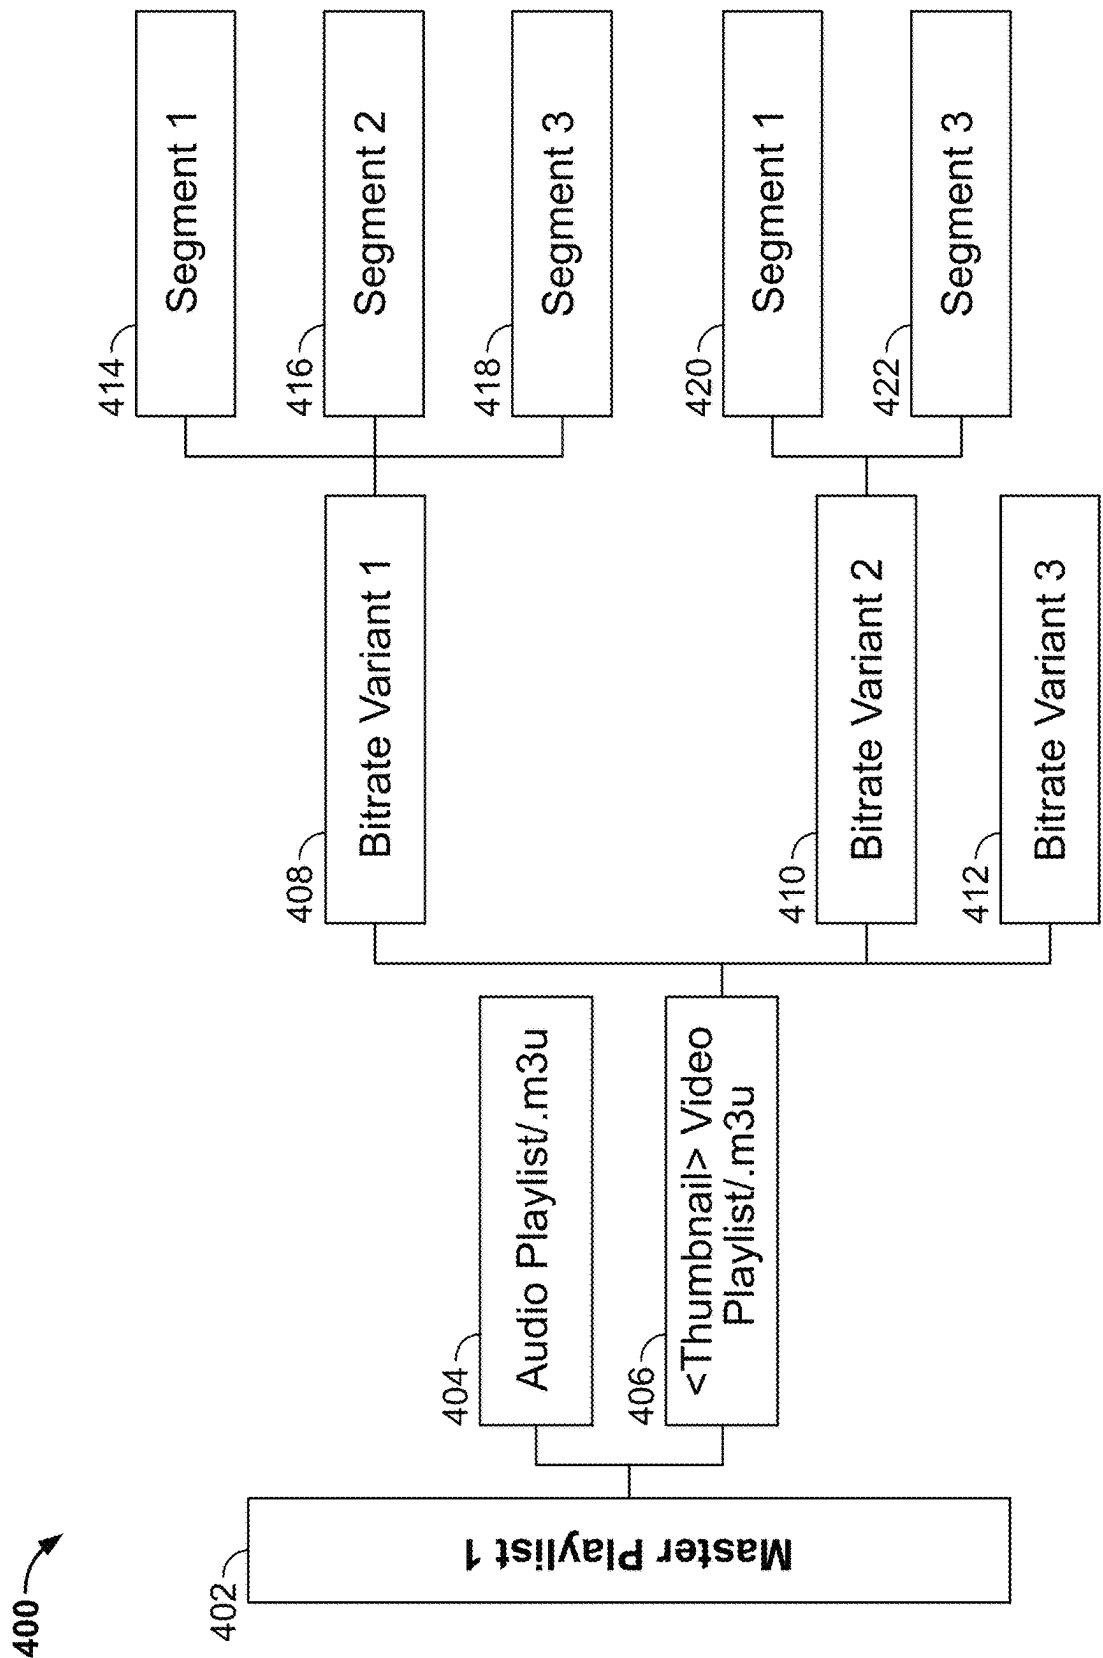 400
402
Master Playlist 1
404
Audio Playlist/.m3u
406
<Thumbnail> Video
Playlist/.m3u
408
Bitrate Variant 1
410
Bitrate Variant 2
412
Bitrate Variant 3
414
Segment 1
416
Segment 2
418
Segment 3
420
Segment 1
422
Segment 3